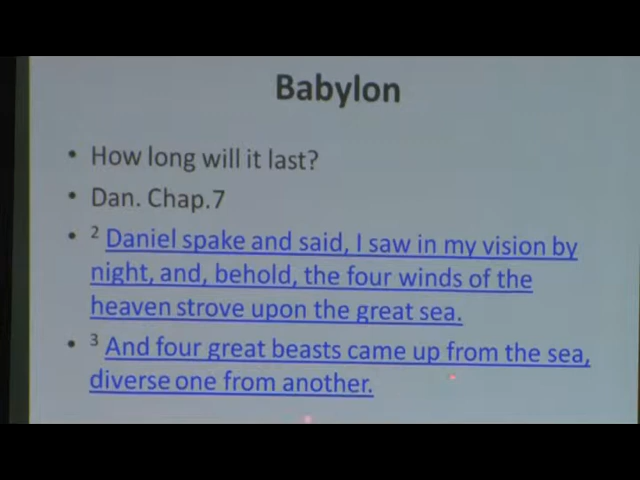 Babylon
• How long will it last?
• Dan. Chap.7
• 2 Daniel spake and said, I saw in my vision by
night, and, behold, the four winds of the
heaven strove upon the great sea.
• 3 And four great beasts came up from the sea,
diverse one from another.